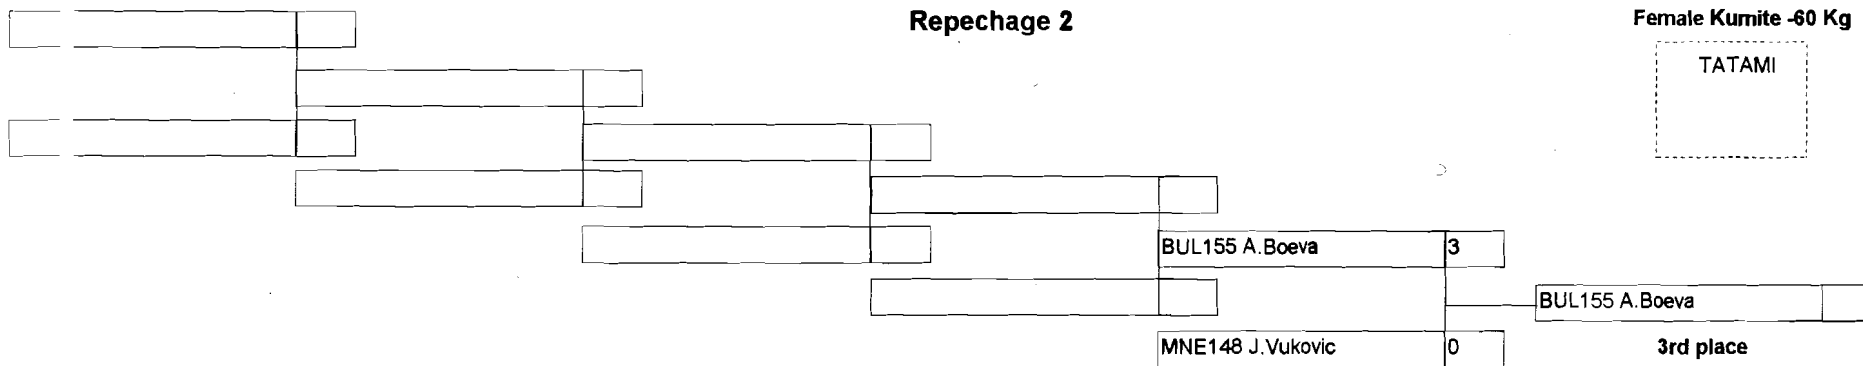 Repechage 2
Female Kumite -60 Kg
TATAMI
BUL155 A.Boeva 3
BUL155 A.Boeva
MNE148 J.Vukovic 0
3rd place